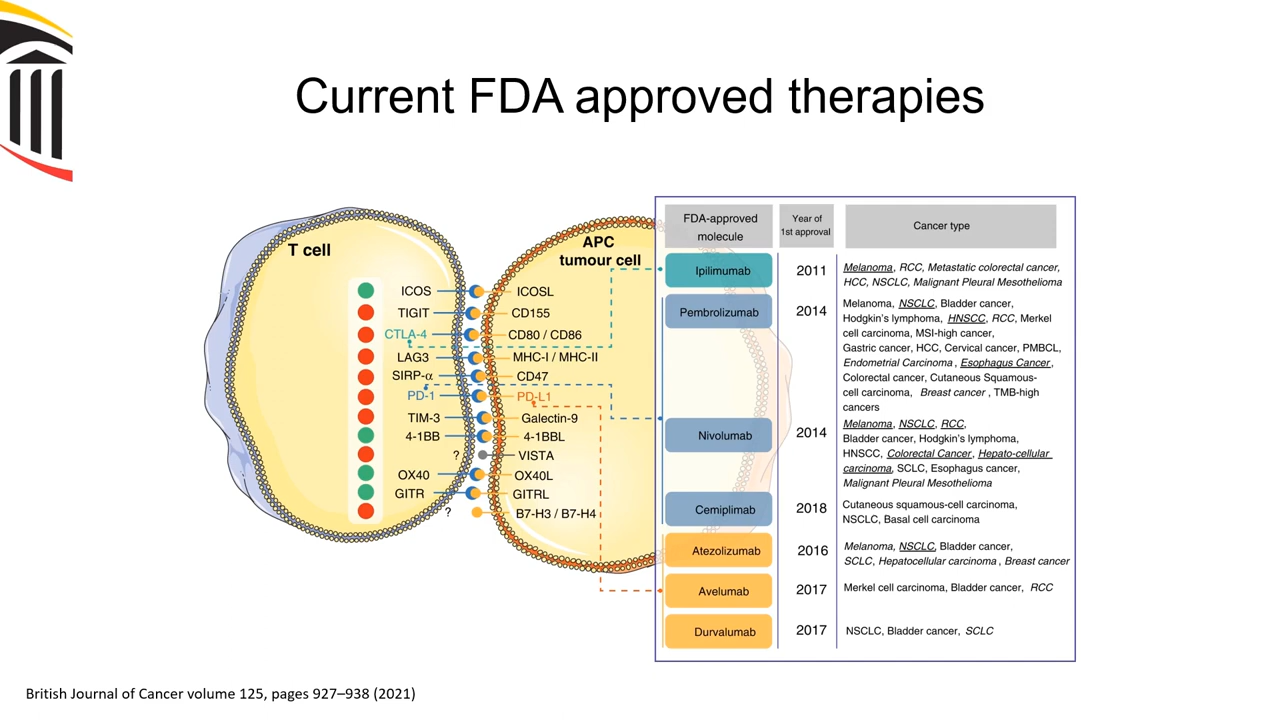 Current FDA approved therapies
T cell
APC
tumour cell
ICOS
ICOSL
TIGIT
CD155
CTLA-4
CD80 / CD86
LAG3
MHC-I / MHC-II
SIRP-α
CD47
PD-1
PD-L1
TIM-3
Galectin-9
4-1BB
4-1BBL
?
VISTA
OX40
OX40L
GITR
GITRL
?
B7-H3 / B7-H4
FDA-approved
molecule
Year of
1st approval
Cancer type
Ipilimumab
2011
Melanoma, RCC, Metastatic colorectal cancer,
HCC, NSCLC, Malignant Pleural Mesothelioma
Pembrolizumab
2014
Melanoma, NSCLC, Bladder cancer,
Hodgkin's lymphoma, HNSCC, RCC, Merkel
cell carcinoma, MSI-high cancer,
Gastric cancer, HCC, Cervical cancer, PMBCL,
Endometrial Carcinoma, Esophagus Cancer,
Colorectal cancer, Cutaneous Squamous-
cell carcinoma, Breast cancer, TMB-high
cancers
Nivolumab
2014
Melanoma, NSCLC, RCC,
Bladder cancer, Hodgkin's lymphoma,
HNSCC, Colorectal Cancer, Hepato-cellular
carcinoma, SCLC, Esophagus cancer,
Malignant Pleural Mesothelioma
Cemiplimab
2018
Cutaneous squamous-cell carcinoma,
NSCLC, Basal cell carcinoma
Atezolizumab
2016
Melanoma, NSCLC, Bladder cancer,
SCLC, Hepatocellular carcinoma, Breast cancer
Avelumab
2017
Merkel cell carcinoma, Bladder cancer, RCC
Durvalumab
2017
NSCLC, Bladder cancer, SCLC
British Journal of Cancer volume 125, pages 927–938 (2021)